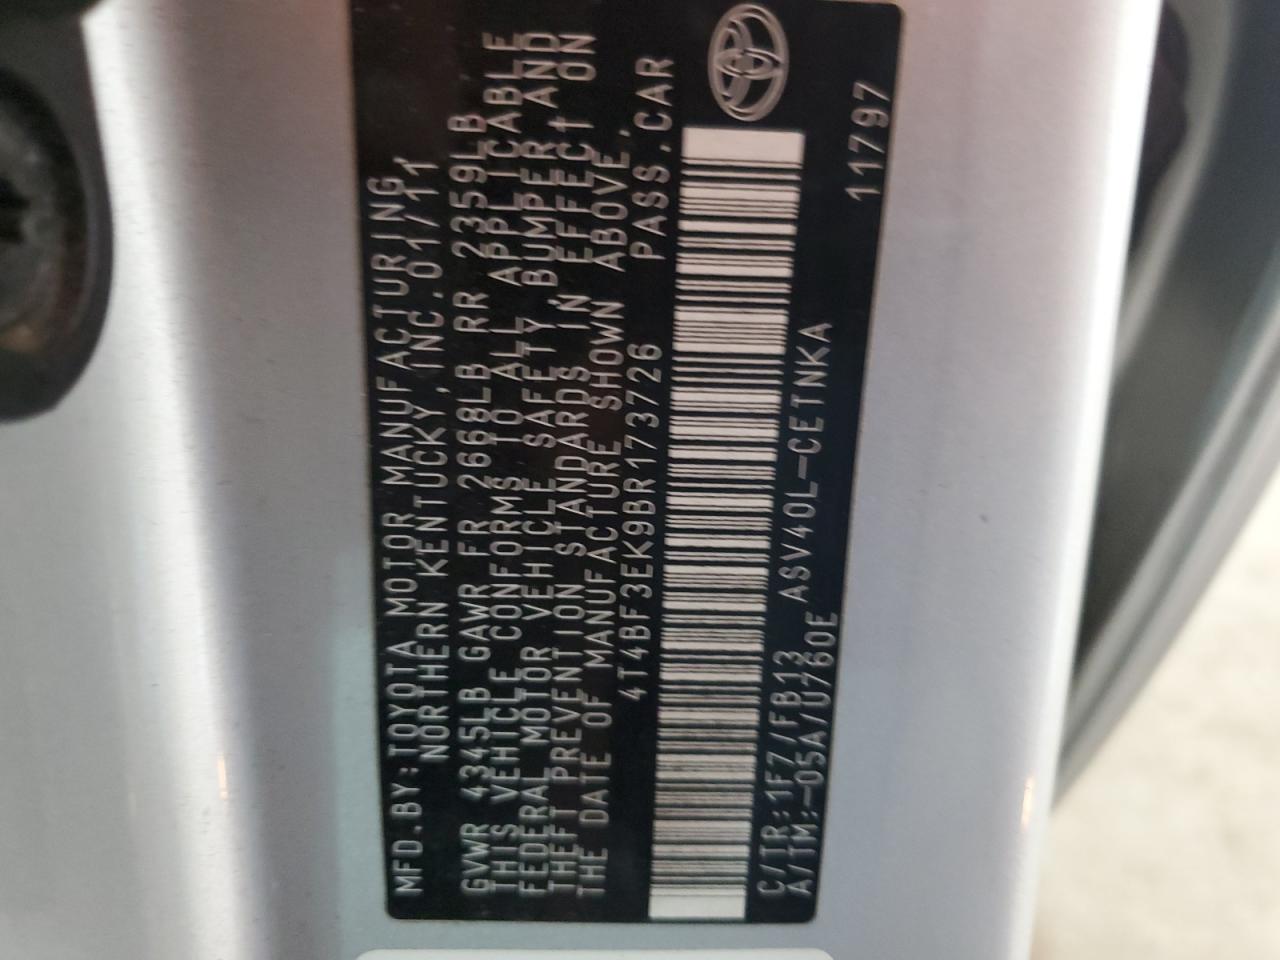 MFD.BY:TOYOTA MOTOR MANUFACTURING,
NORTHERN KENTUCKY,INC.01/11
GVWR 4345LB GAWR FR 2668LB RR 2359LB
THIS VEHICLE CONFORMS TO ALL APPLICABLE
FEDERAL MOTOR VEHICLE SAFETY, BUMPER, AND
THEFT PREVENTION STANDARDS IN EFFECT ON
THE DATE OF MANUFACTURE SHOWN ABOVE.
4T4BF3EK9BR173726 PASS.CAR
C/TR:1F7/FB13 ASV40L-CETNKA
A/TM:-05A/U760E
11797